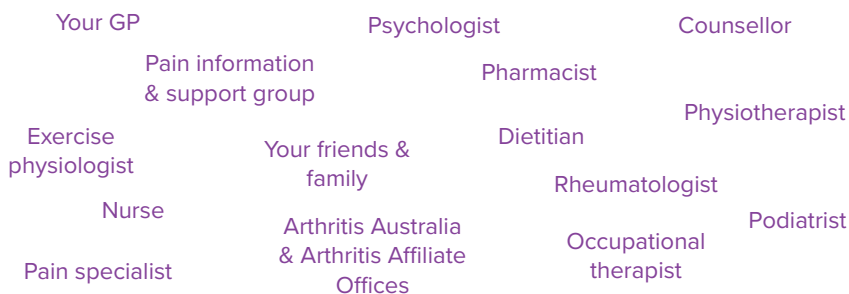 Your GP
Psychologist
Counsellor
Pain information
& support group
Pharmacist
Physiotherapist
Exercise
physiologist
Your friends &
family
Dietitian
Rheumatologist
Nurse
Arthritis Australia
& Arthritis Affiliate
Offices
Podiatrist
Occupational
therapist
Pain specialist